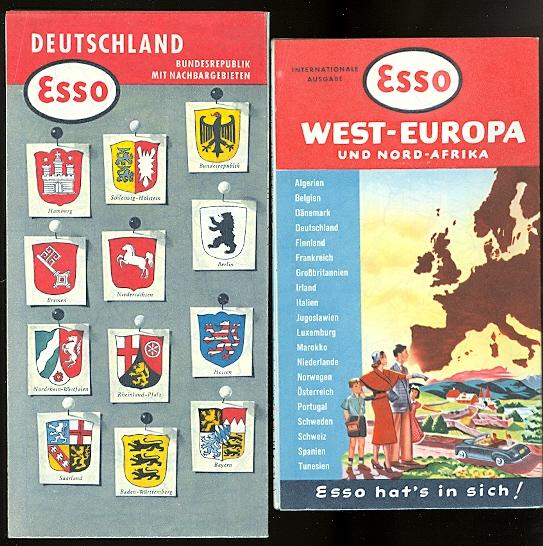 DEUTSCHLAND
BUNDESREPUBLIK
MIT NACHBARGEBIETEN
Esso
Bundesrepublik
Hamburg
Schleswig-Holstein
Berlin
Bremen
Niedersachsen
Hessen
Nordrhein-Westfalen
Rheinland-Pfalz
Bayern
Saarland
Baden-Württemberg
INTERNATIONALE
AUSGABE
Esso
WEST-EUROPA
UND NORD-AFRIKA
Algerien
Belgien
Dänemark
Deutschland
Finnland
Frankreich
Großbritannien
Irland
Italien
Jugoslawien
Luxemburg
Marokko
Niederlande
Norwegen
Österreich
Portugal
Schweden
Schweiz
Spanien
Tunesien
Esso hat's in sich!